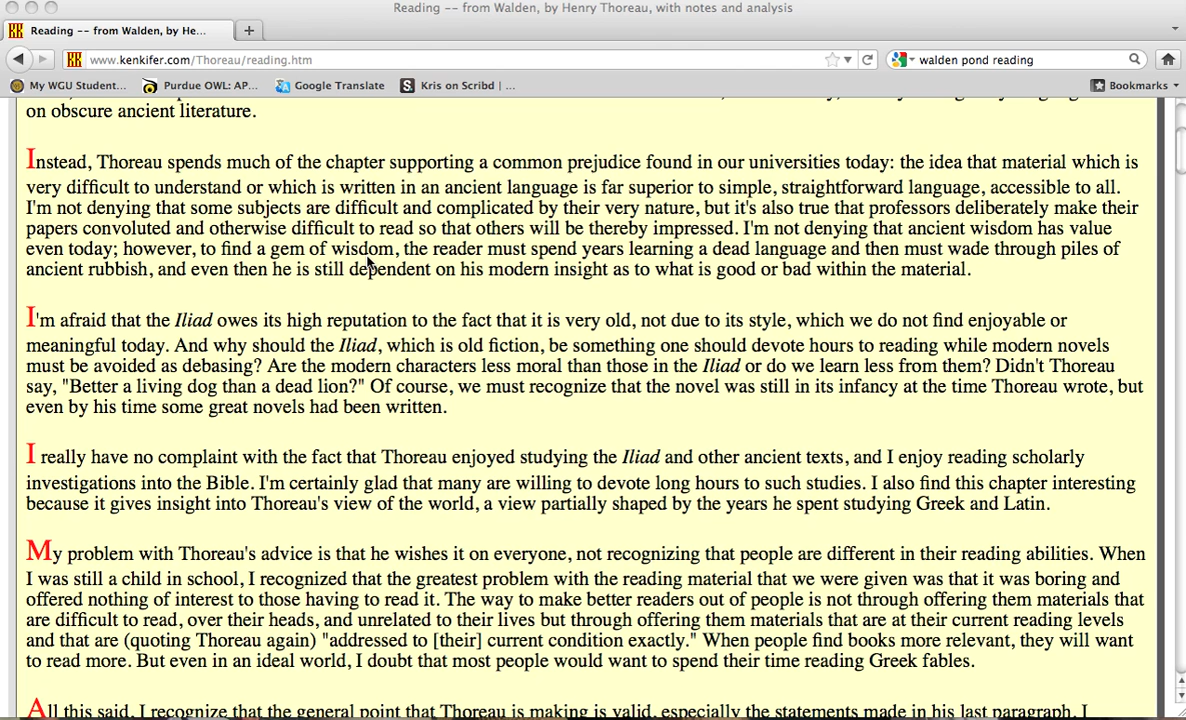 Reading -- from Walden, by Henry Thoreau, with notes and analysis
Reading -- from Walden, by He...
www.kenkifer.com/Thoreau/reading.htm
walden pond reading
My WGU Student... Purdue OWL: AP... Google Translate Kris on Scribd | ... Bookmarks
on obscure ancient literature.
Instead, Thoreau spends much of the chapter supporting a common prejudice found in our universities today: the idea that material which is
very difficult to understand or which is written in an ancient language is far superior to simple, straightforward language, accessible to all.
I'm not denying that some subjects are difficult and complicated by their very nature, but it's also true that professors deliberately make their
papers convoluted and otherwise difficult to read so that others will be thereby impressed. I'm not denying that ancient wisdom has value
even today; however, to find a gem of wisdom, the reader must spend years learning a dead language and then must wade through piles of
ancient rubbish, and even then he is still dependent on his modern insight as to what is good or bad within the material.
I'm afraid that the Iliad owes its high reputation to the fact that it is very old, not due to its style, which we do not find enjoyable or
meaningful today. And why should the Iliad, which is old fiction, be something one should devote hours to reading while modern novels
must be avoided as debasing? Are the modern characters less moral than those in the Iliad or do we learn less from them? Didn't Thoreau
say, "Better a living dog than a dead lion?" Of course, we must recognize that the novel was still in its infancy at the time Thoreau wrote, but
even by his time some great novels had been written.
I really have no complaint with the fact that Thoreau enjoyed studying the Iliad and other ancient texts, and I enjoy reading scholarly
investigations into the Bible. I'm certainly glad that many are willing to devote long hours to such studies. I also find this chapter interesting
because it gives insight into Thoreau's view of the world, a view partially shaped by the years he spent studying Greek and Latin.
My problem with Thoreau's advice is that he wishes it on everyone, not recognizing that people are different in their reading abilities. When
I was still a child in school, I recognized that the greatest problem with the reading material that we were given was that it was boring and
offered nothing of interest to those having to read it. The way to make better readers out of people is not through offering them materials that
are difficult to read, over their heads, and unrelated to their lives but through offering them materials that are at their current reading levels
and that are (quoting Thoreau again) "addressed to [their] current condition exactly." When people find books more relevant, they will want
to read more. But even in an ideal world, I doubt that most people would want to spend their time reading Greek fables.
All this said, I recognize that the general point that Thoreau is making is valid, especially the statements made in his last paragraph. I